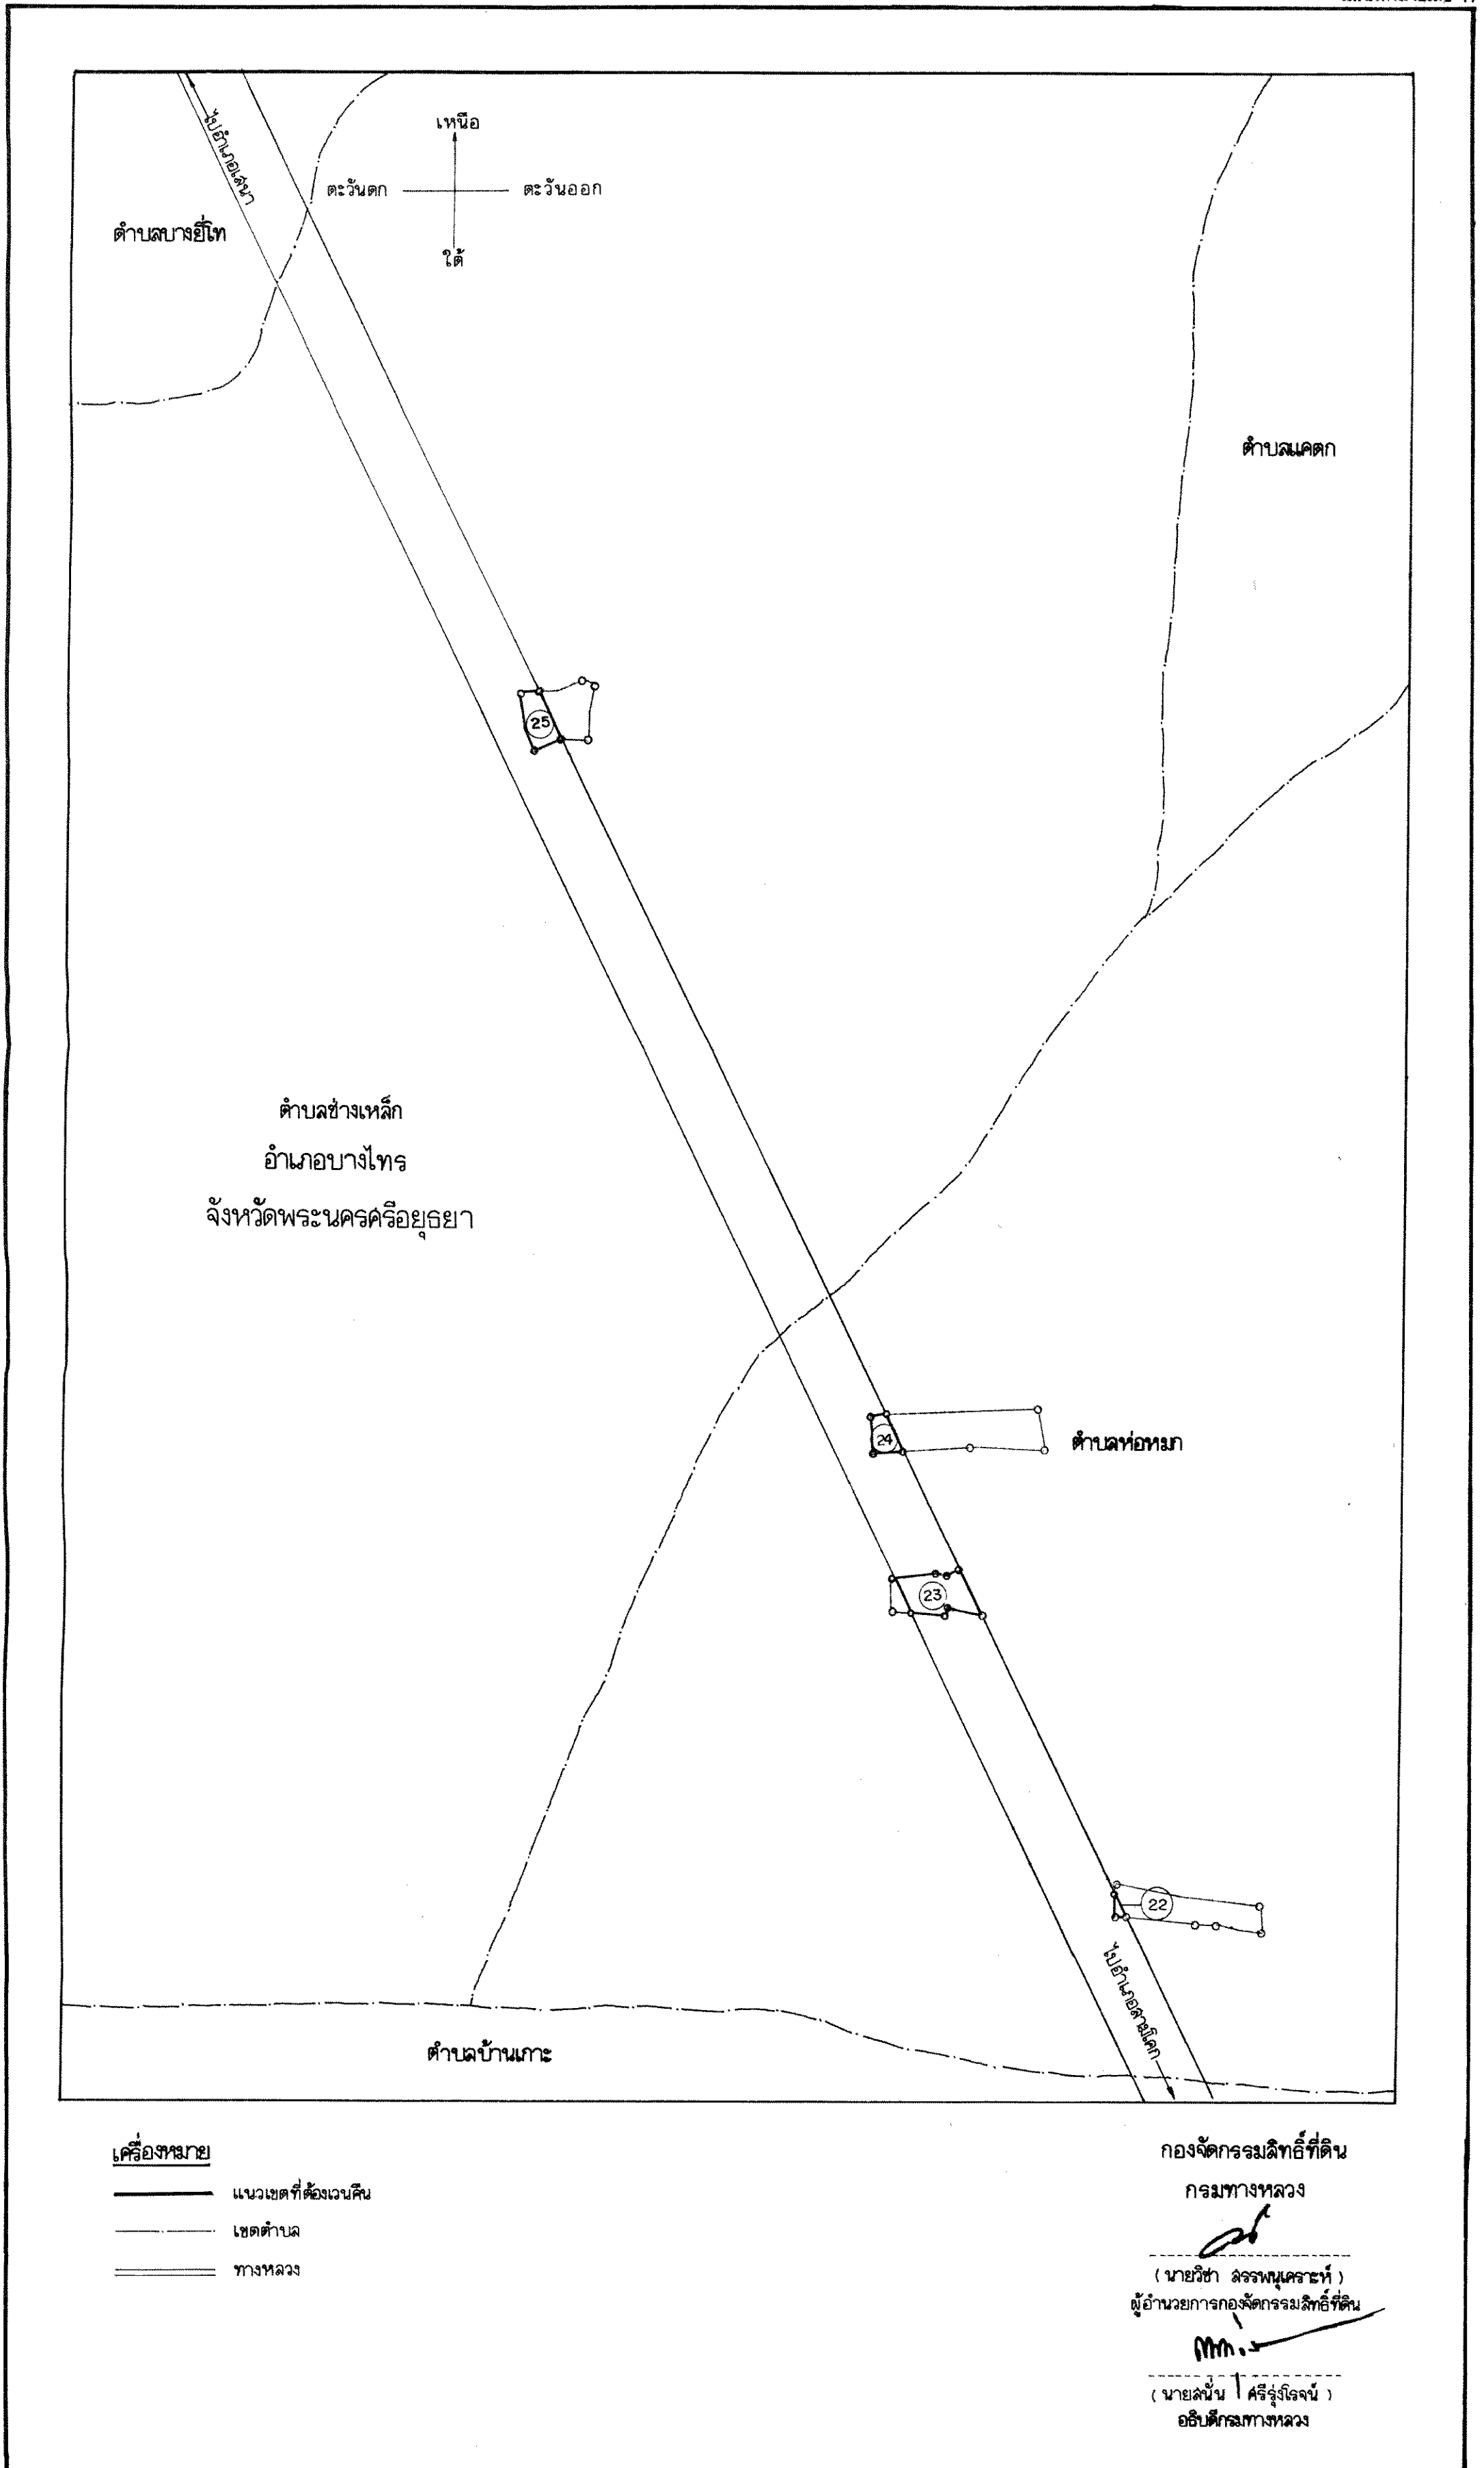 ไปอำเภอเสนา
เหนือ
ตะวันตก
ตะวันออก
ใต้
ตำบลบางยี่โท
ตำบลแคตก
25
ตำบลช่างเหล็ก
อำเภอบางไทร
จังหวัดพระนครศรีอยุธยา
24
ตำบลห่อหมก
23
22
ไปอำเภอสามโคก
ตำบลบ้านเกาะ
เครื่องหมาย
แนวเขตที่ต้องเวนคืน
เขตตำบล
ทางหลวง
กองจัดกรรมสิทธิ์ที่ดิน
กรมทางหลวง
( นายวิชา สรรพนุเคราะห์ )
ผู้อำนวยการกองจัดกรรมสิทธิ์ที่ดิน
( นายสนั่น ศรีรุ่งโรจน์ )
อธิบดีกรมทางหลวง